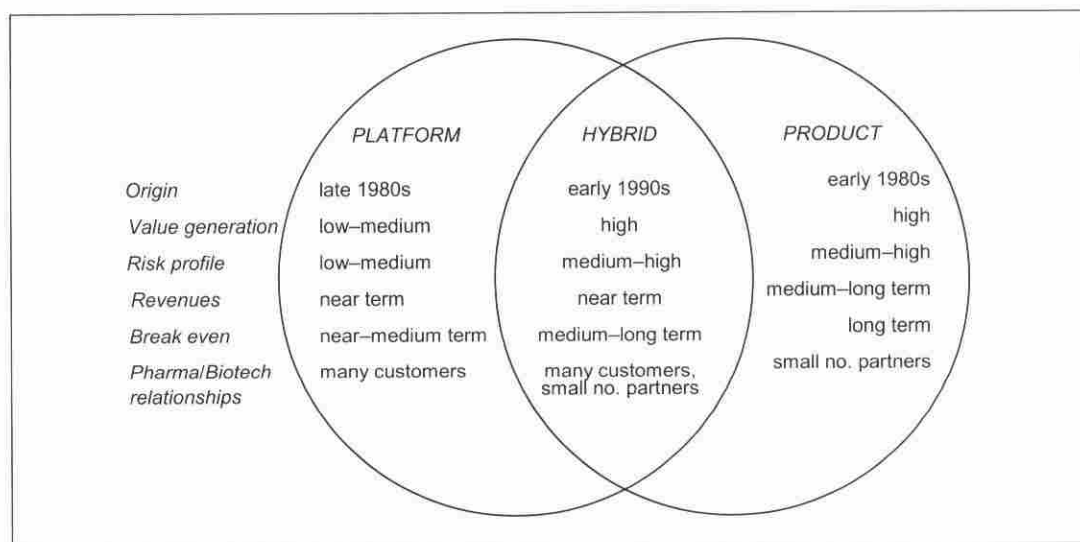 PLATFORM HYBRID PRODUCT
Origin late 1980s early 1990s early 1980s
Value generation low–medium high high
Risk profile low–medium medium–high medium–high
Revenues near term near term medium–long term
Break even near–medium term medium–long term long term
Pharma/Biotech many customers many customers, small no. partners
relationships small no. partners